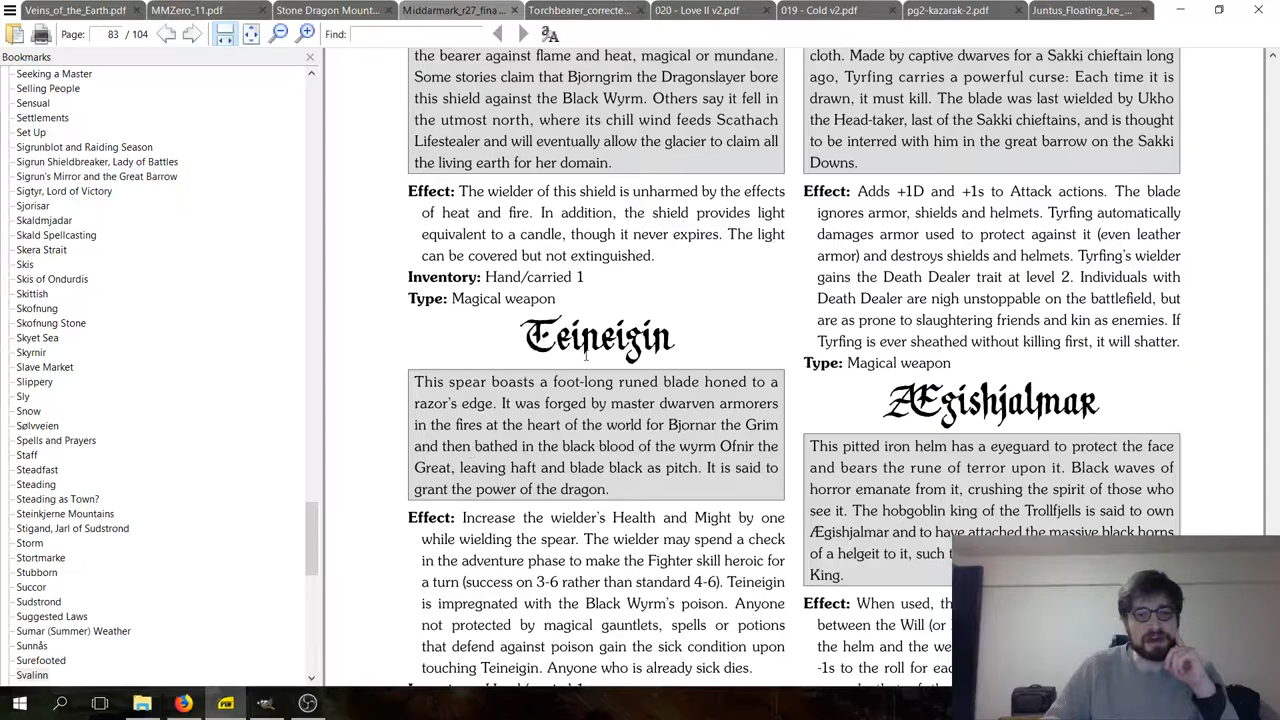 Veins_of_the_Earth.pdf
MMZero_11.pdf
Stone Dragon Mount...
Middarmark_r27_fina...
Torchbearer_correcte...
020 - Love II v2.pdf
019 - Cold v2.pdf
pg2-kazarak-2.pdf
Juntus_Floating_Ice_...
Page: 83 / 104
Find:
Bookmarks
Seeking a Master
Selling People
Sensual
Settlements
Set Up
Sigrunblot and Raiding Season
Sigrun Shieldbreaker, Lady of Battles
Sigrun's Mirror and the Great Barrow
Sigtyr, Lord of Victory
Sjorisar
Skaldmjadar
Skald Spellcasting
Skera Strait
Skis
Skis of Ondurdis
Skittish
Skofnung
Skofnung Stone
Skyet Sea
Skyrnir
Slave Market
Slippery
Sly
Snow
Sølvveien
Spells and Prayers
Staff
Steadfast
Steading
Steading as Town?
Steinkjerne Mountains
Stigand, Jarl of Sudstrond
Storm
Stortmarke
Stubborn
Succor
Sudstrond
Suggested Laws
Sumar (Summer) Weather
Sunnås
Surefooted
Svalinn
the bearer against flame and heat, magical or mundane.
Some stories claim that Bjorngrim the Dragonslayer bore
this shield against the Black Wyrm. Others say it fell in
the utmost north, where its chill wind feeds Scathach
Lifestealer and will eventually allow the glacier to claim all
the living earth for her domain.
Effect: The wielder of this shield is unharmed by the effects
of heat and fire. In addition, the shield provides light
equivalent to a candle, though it never expires. The light
can be covered but not extinguished.
Inventory: Hand/carried 1
Type: Magical weapon
Teineigin
This spear boasts a foot-long runed blade honed to a
razor's edge. It was forged by master dwarven armorers
in the fires at the heart of the world for Bjornar the Grim
and then bathed in the black blood of the wyrm Ofnir the
Great, leaving haft and blade black as pitch. It is said to
grant the power of the dragon.
Effect: Increase the wielder's Health and Might by one
while wielding the spear. The wielder may spend a check
in the adventure phase to make the Fighter skill heroic for
a turn (success on 3-6 rather than standard 4-6). Teineigin
is impregnated with the Black Wyrm's poison. Anyone
not protected by magical gauntlets, spells or potions
that defend against poison gain the sick condition upon
touching Teineigin. Anyone who is already sick dies.
cloth. Made by captive dwarves for a Sakki chieftain long
ago, Tyrfing carries a powerful curse: Each time it is
drawn, it must kill. The blade was last wielded by Ukho
the Head-taker, last of the Sakki chieftains, and is thought
to be interred with him in the great barrow on the Sakki
Downs.
Effect: Adds +1D and +1s to Attack actions. The blade
ignores armor, shields and helmets. Tyrfing automatically
damages armor used to protect against it (even leather
armor) and destroys shields and helmets. Tyrfing's wielder
gains the Death Dealer trait at level 2. Individuals with
Death Dealer are nigh unstoppable on the battlefield, but
are as prone to slaughtering friends and kin as enemies. If
Tyrfing is ever sheathed without killing first, it will shatter.
Type: Magical weapon
Ægishjalmar
This pitted iron helm has a eyeguard to protect the face
and bears the rune of terror upon it. Black waves of
horror emanate from it, crushing the spirit of those who
see it. The hobgoblin king of the Trollfjells is said to own
Ægishjalmar and to have attached the massive black horns
of a helgeit to it, such
King.
Effect: When used, th
between the Will (or
the helm and the we
-1s to the roll for eac